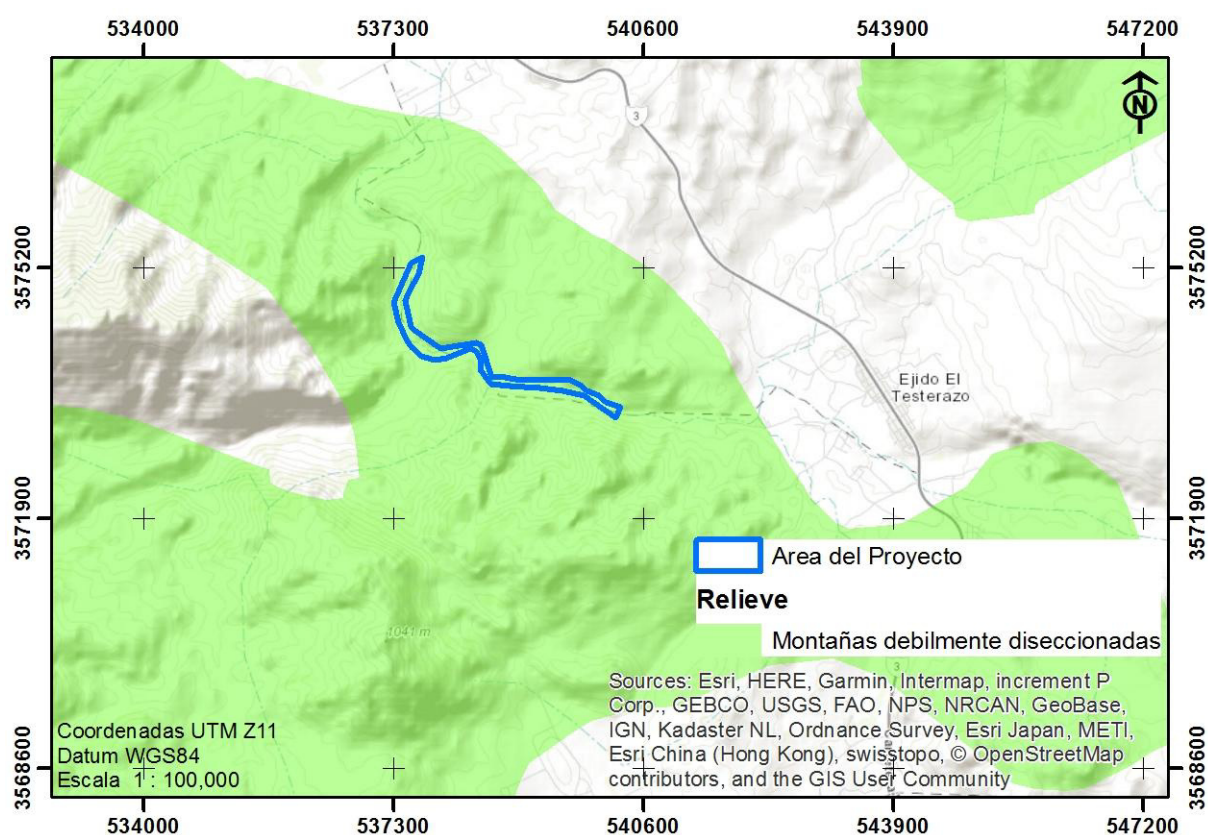 534000 537300 540600 543900 547200
N
3
3575200 3575200
Ejido El
Testerazo
3571900 3571900
Area del Proyecto
Relieve
1041 m
Montañas debilmente diseccionadas
3
Sources: Esri, HERE, Garmin, Intermap, increment P
Corp., GEBCO, USGS, FAO, NPS, NRCAN, GeoBase,
IGN, Kadaster NL, Ordnance Survey, Esri Japan, METI,
Esri China (Hong Kong), swisstopo, © OpenStreetMap
contributors, and the GIS User Community
Coordenadas UTM Z11
Datum WGS84
Escala 1 : 100,000
3568600 3568600
534000 537300 540600 543900 547200